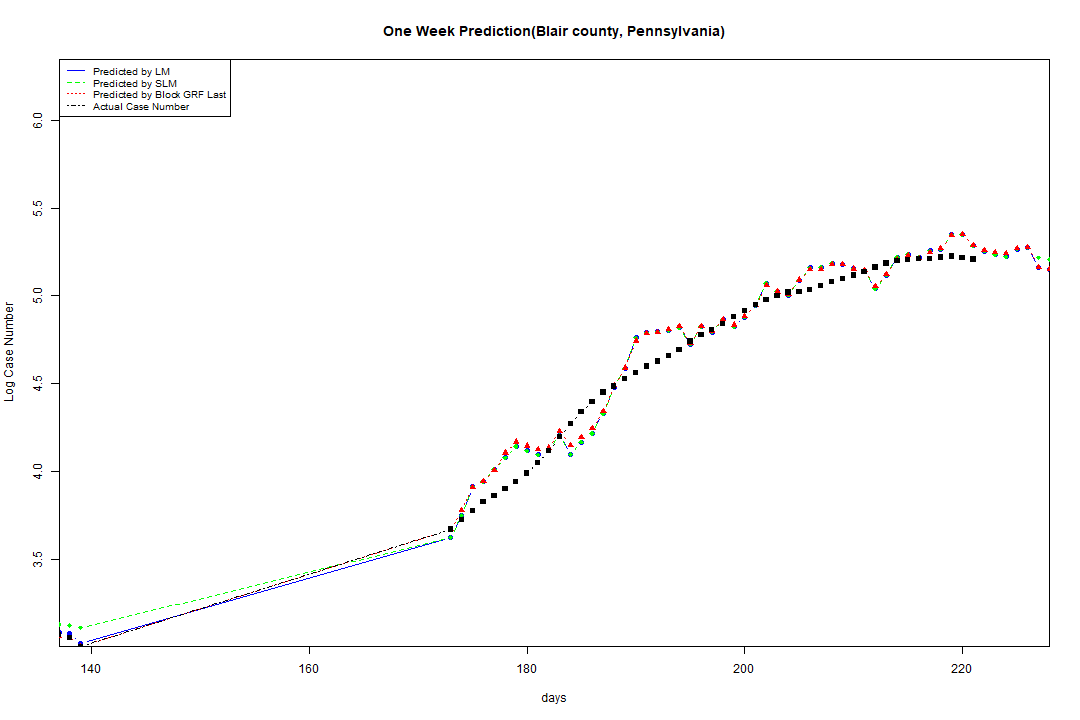 One Week Prediction(Blair county, Pennsylvania)
Predicted by LM
Predicted by SLM
Predicted by Block GRF Last
Actual Case Number
Log Case Number
6.0
5.5
5.0
4.5
4.0
3.5
140 160 180 200 220
days